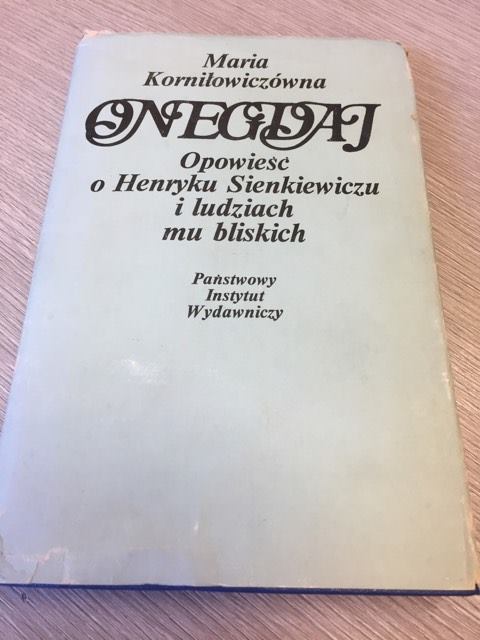 Maria
Korniłowiczówna
ONEGDAJ
Opowieść
o Henryku Sienkiewiczu
i ludziach
mu bliskich
Państwowy
Instytut
Wydawniczy